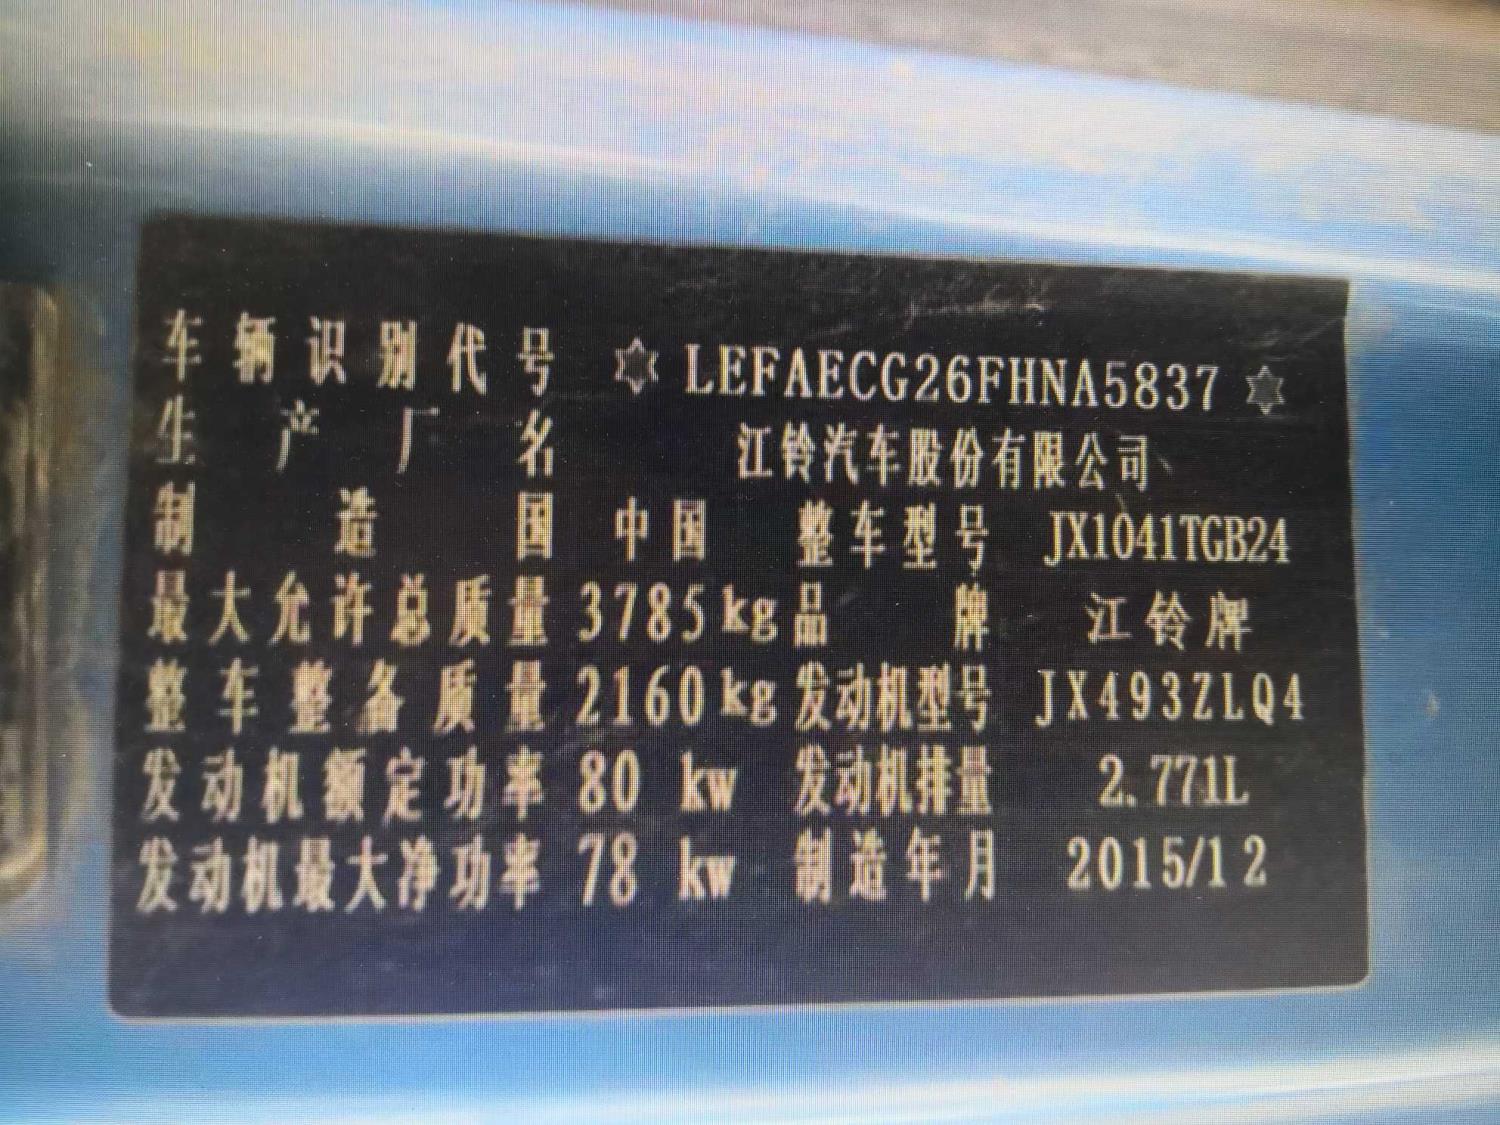 车辆识别代号 ✡ LEFAECG26FHNA5837 ✡
生产厂名 江铃汽车股份有限公司
制造国 中国 整车型号 JX1041TGB24
最大允许总质量 3785kg 品牌 江铃牌
整车整备质量 2160kg 发动机型号 JX493ZLQ4
发动机额定功率 80 kw 发动机排量 2.771L
发动机最大净功率 78 kw 制造年月 2015/12